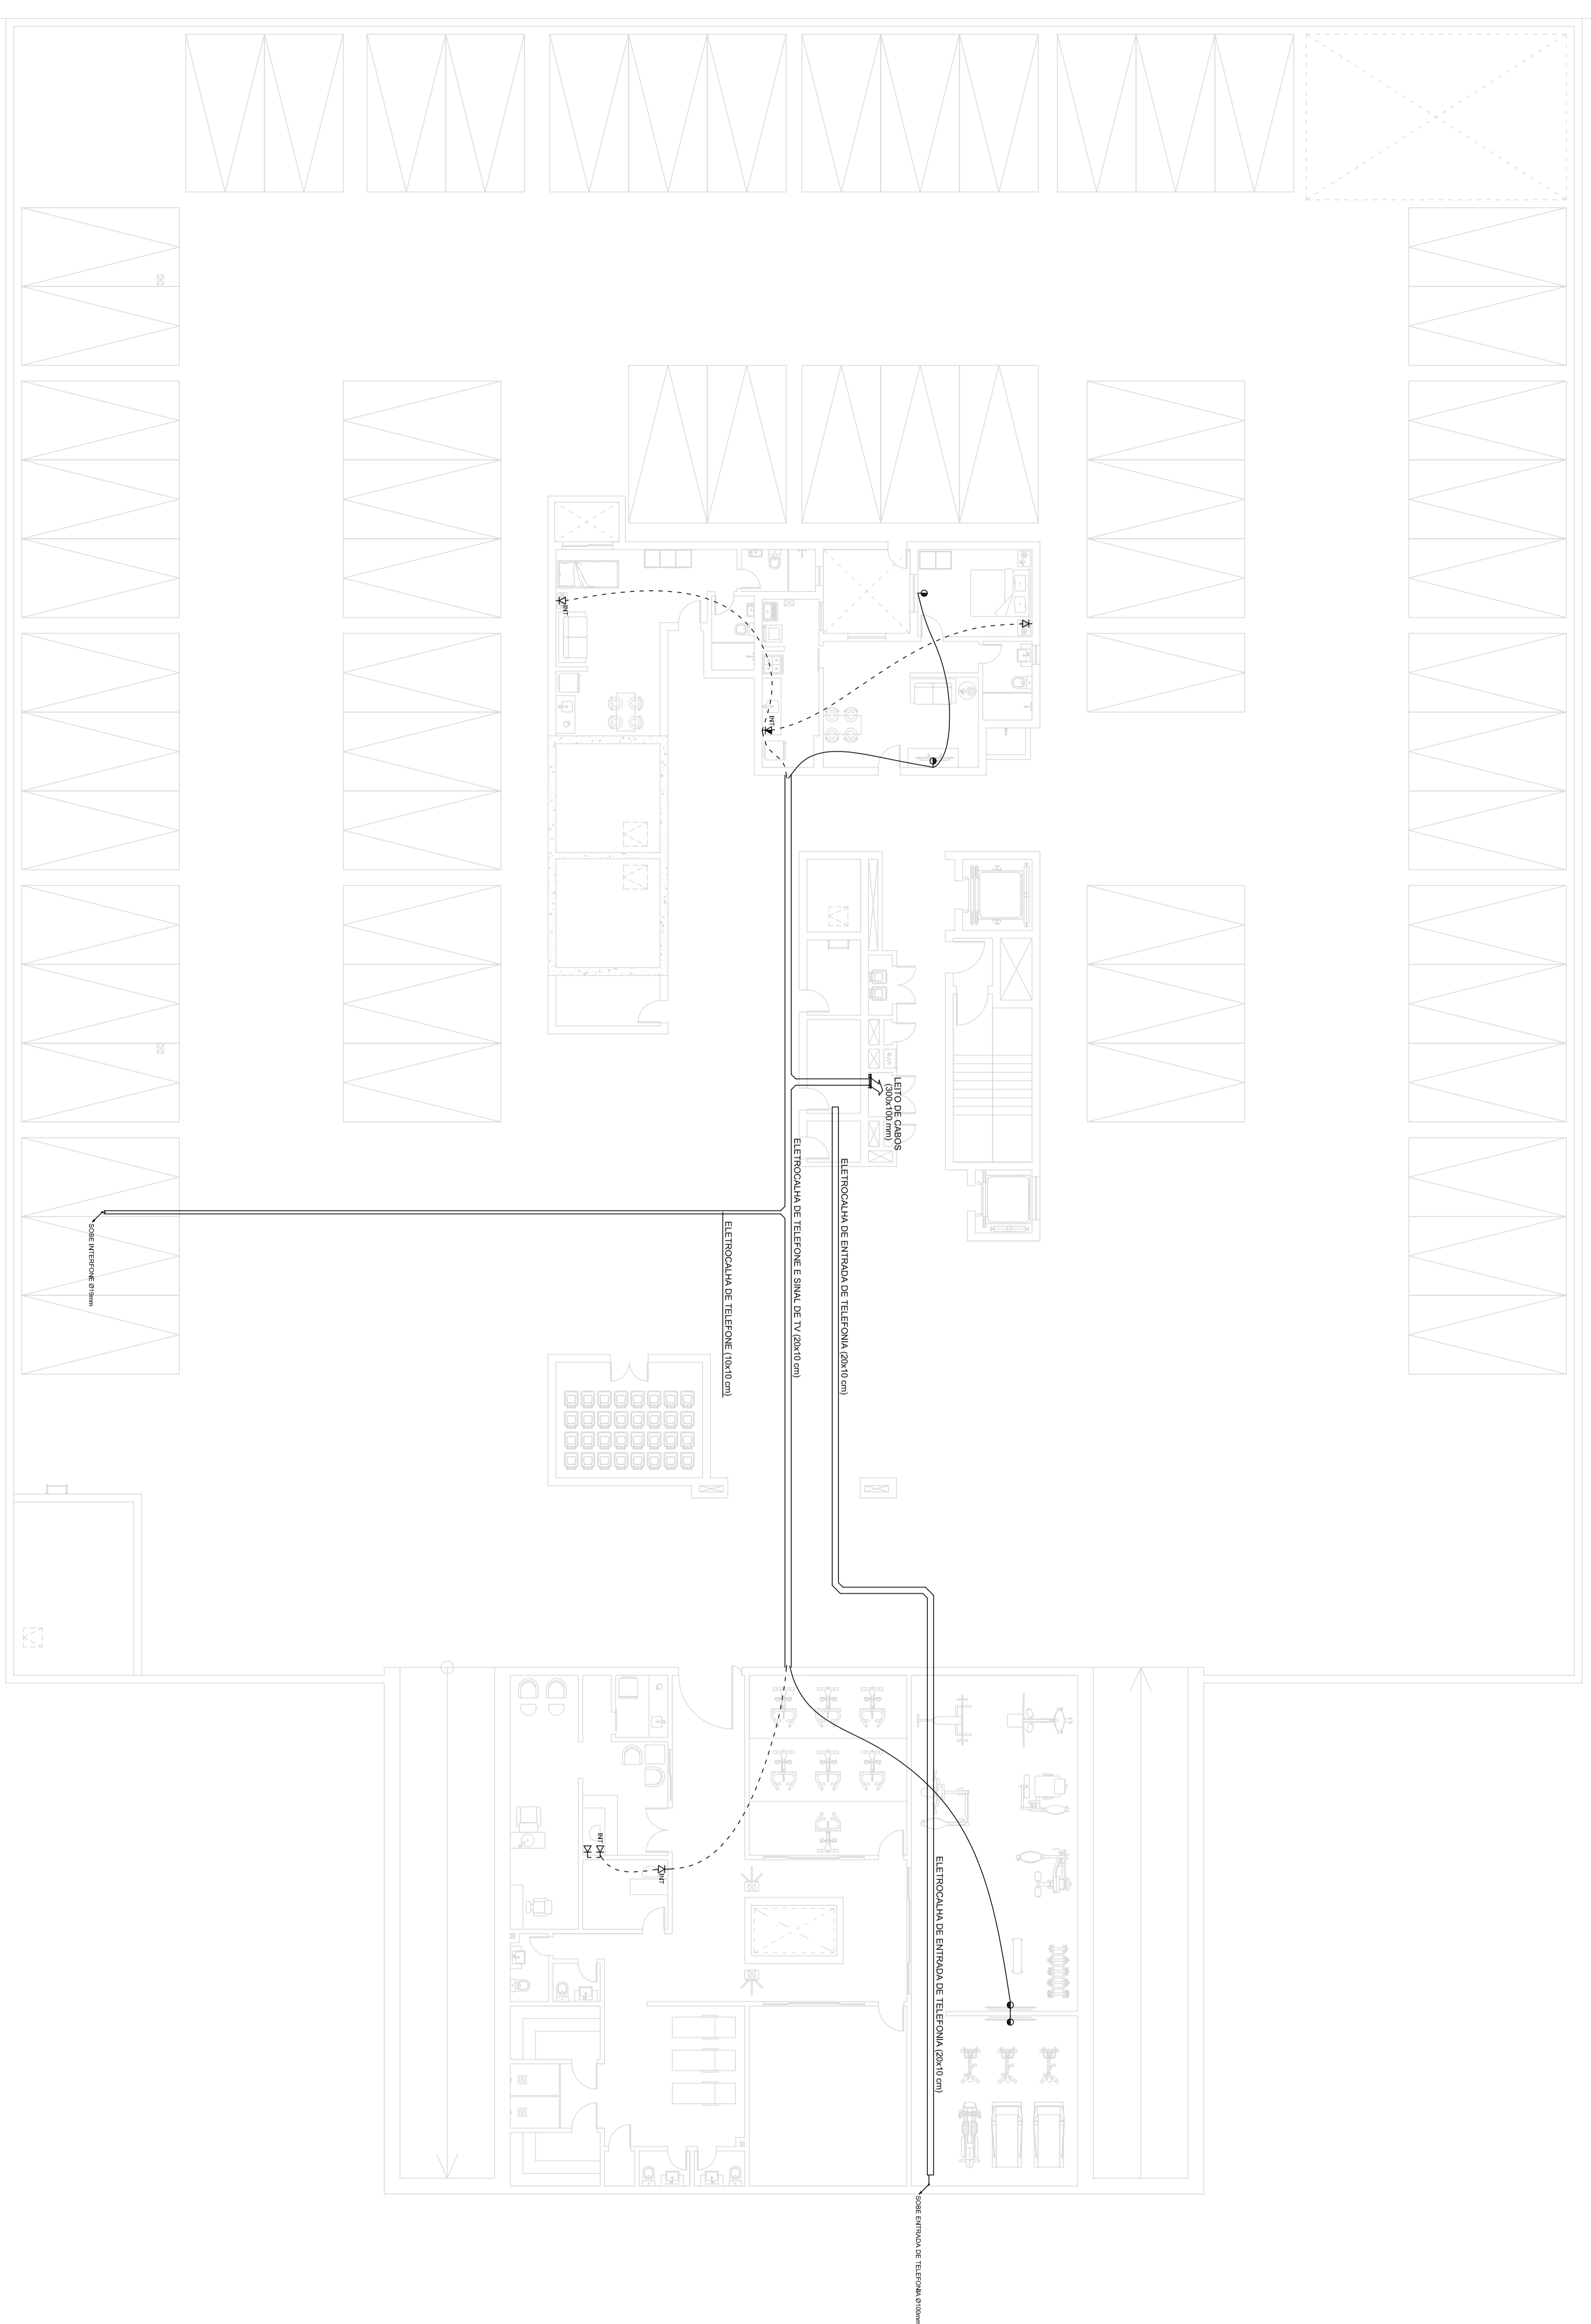 INT
INT
LEITO DE CABOS
(300x100 mm)
ELETROCALHA DE TELEFONE E SINAL DE TV (20x10 cm)
ELETROCALHA DE ENTRADA DE TELEFONIA (20x10 cm)
ELETROCALHA DE TELEFONE (10x10 cm)
SOBE INTERFONE Ø19mm
INT
INT
ELETROCALHA DE ENTRADA DE TELEFONIA (20x10 cm)
SOBE ENTRADA DE TELEFONIA Ø100mm